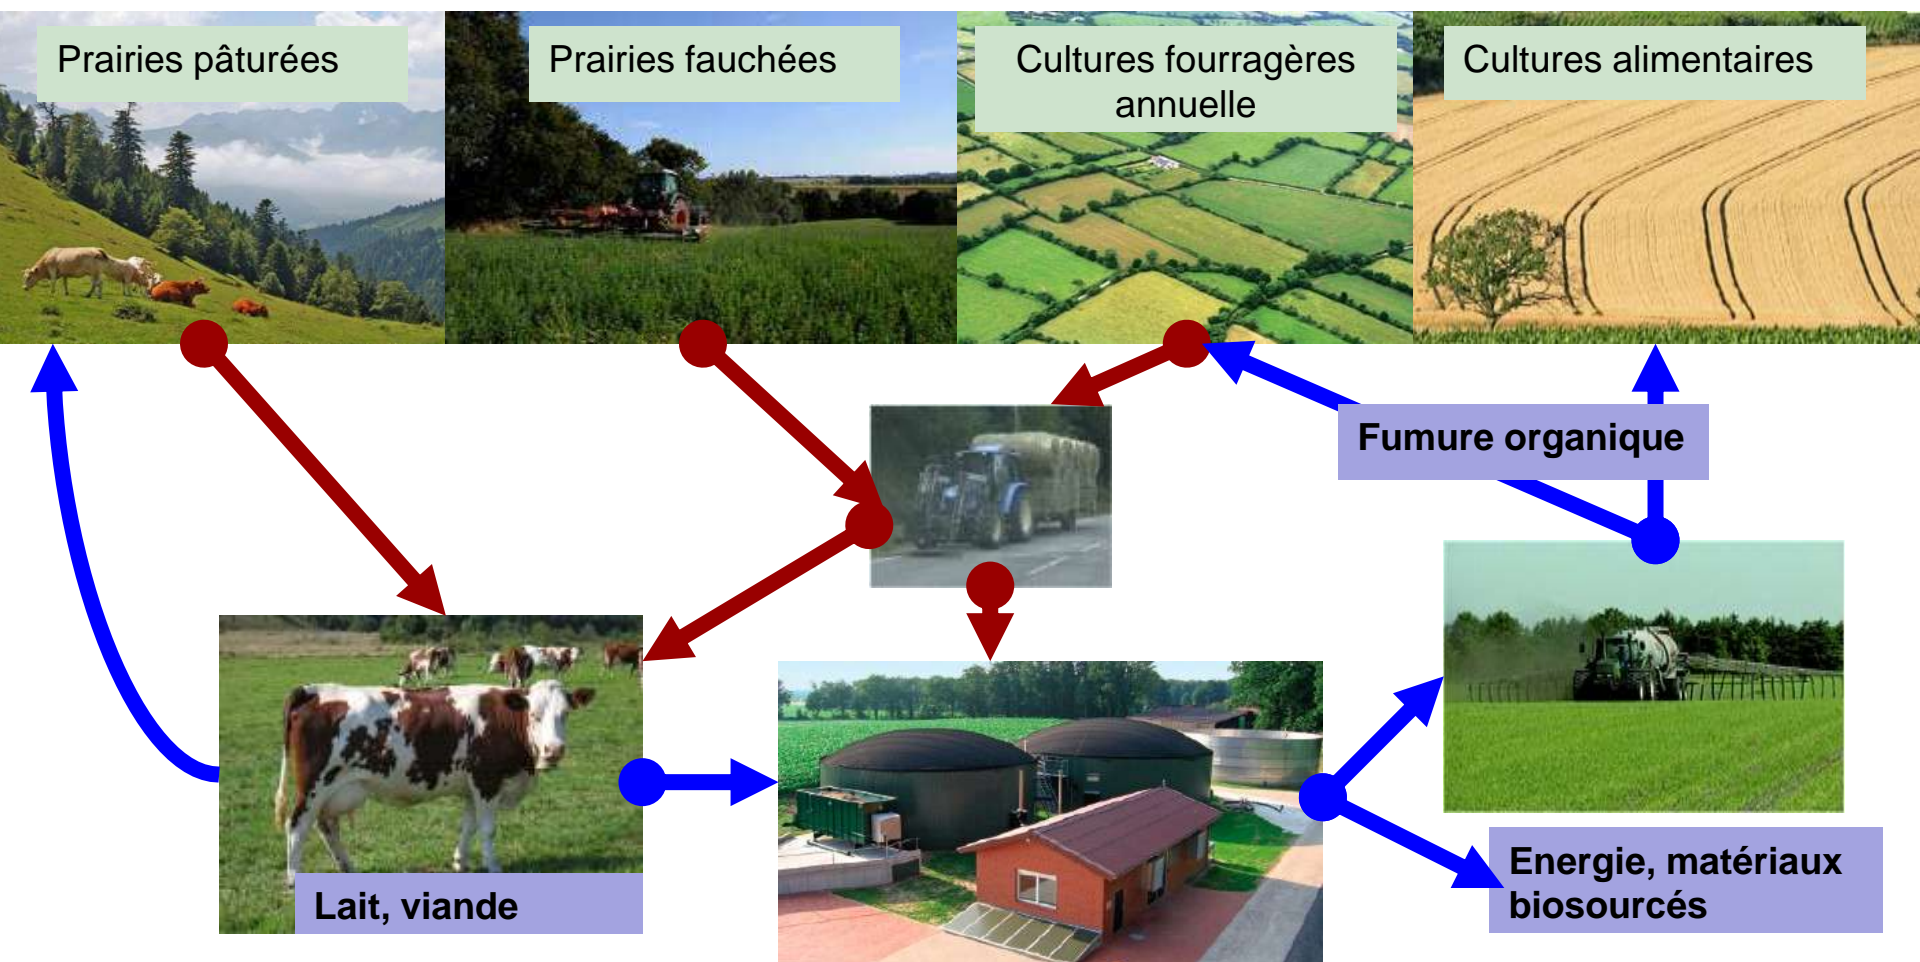 Prairies pâturées
Prairies fauchées
Cultures fourragères
annuelle
Cultures alimentaires
Fumure organique
Lait, viande
Energie, matériaux
biosourcés